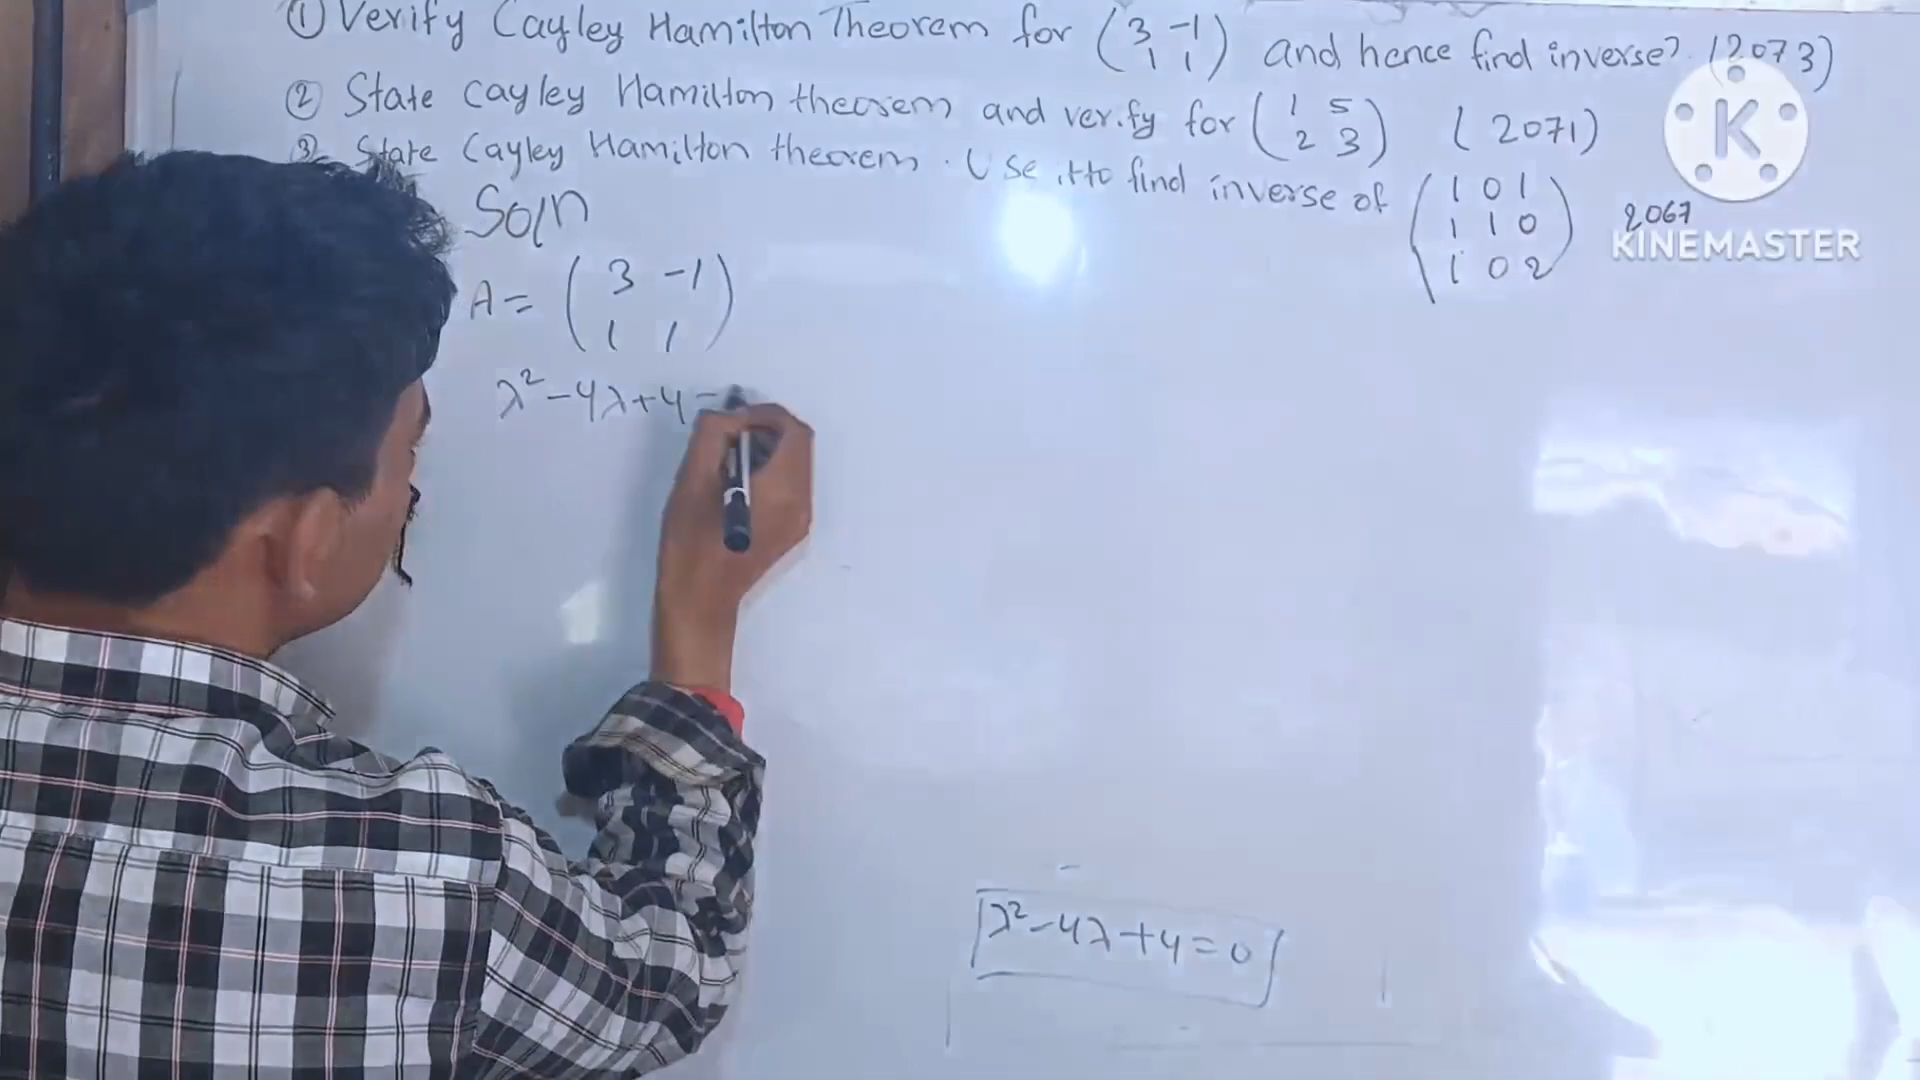 ① Verify Cayley Hamilton Theorem for (3 -1 and hence find inverse? (2073)
1 1)
② State Cayley Hamilton theorem and verify for (1 5 (2071)
2 3)
③ State Cayley Hamilton theorem. Use it to find inverse of (1 0 1
1 1 0 2067
1 0 2)
K
KINEMASTER
Soln
A = (3 -1
1 1)
λ² - 4λ + 4 =
λ² - 4λ + 4 = 0